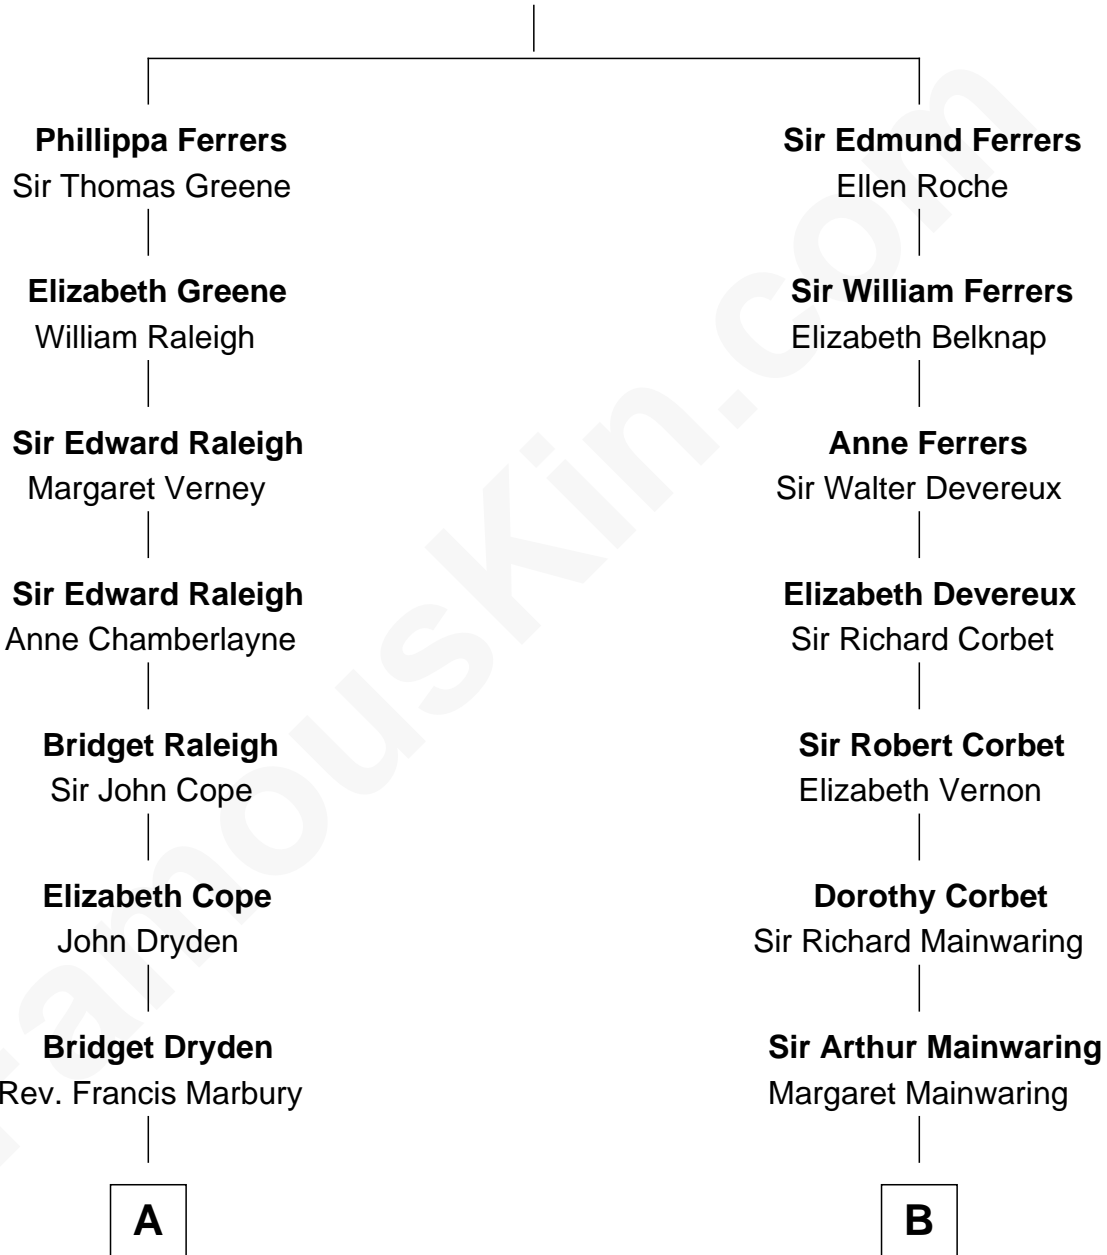 Phillippa Ferrers
Sir Thomas Greene
Elizabeth Greene
William Raleigh
Sir Edward Raleigh
Margaret Verney
Sir Edward Raleigh
Anne Chamberlayne
Bridget Raleigh
Sir John Cope
Elizabeth Cope
John Dryden
Bridget Dryden
Rev. Francis Marbury
A
Sir Edmund Ferrers
Ellen Roche
Sir William Ferrers
Elizabeth Belknap
Anne Ferrers
Sir Walter Devereux
Elizabeth Devereux
Sir Richard Corbet
Sir Robert Corbet
Elizabeth Vernon
Dorothy Corbet
Sir Richard Mainwaring
Sir Arthur Mainwaring
Margaret Mainwaring
B
FamousKin.com